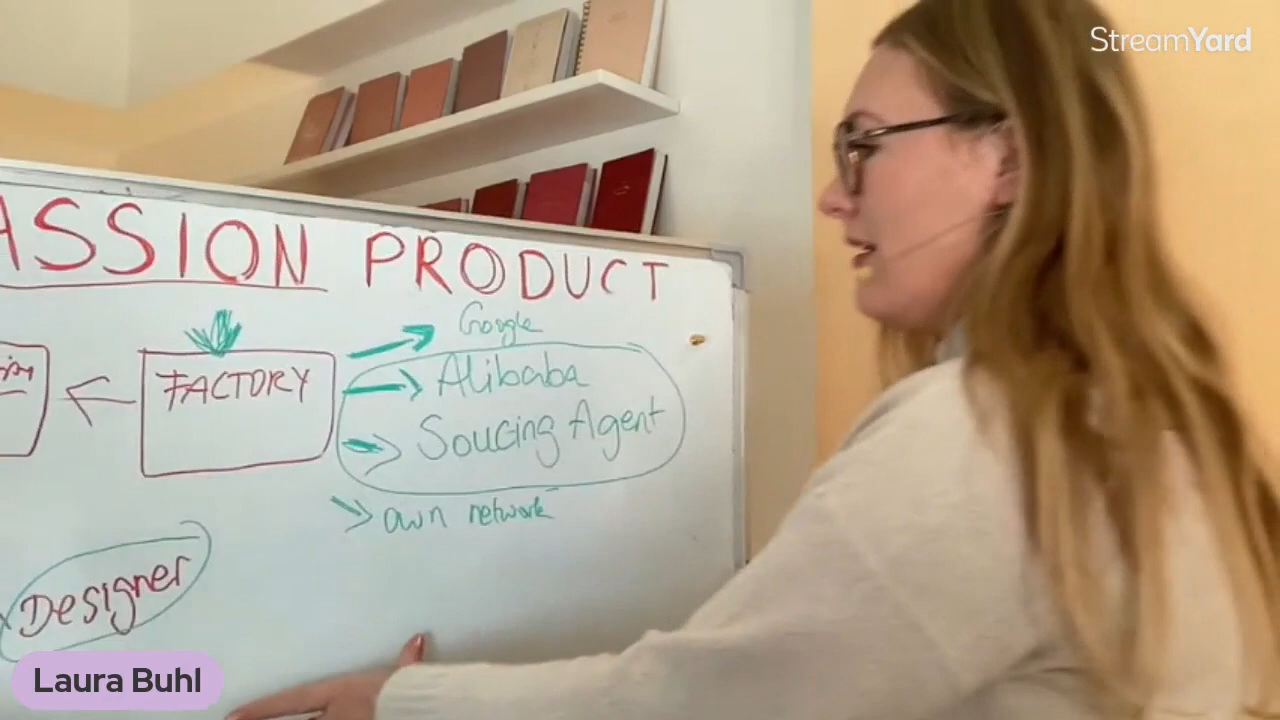 StreamYard
ASSION PRODUCT
Google
FACTORY
Alibaba
Soucing Agent
own network
Designer
Laura Buhl